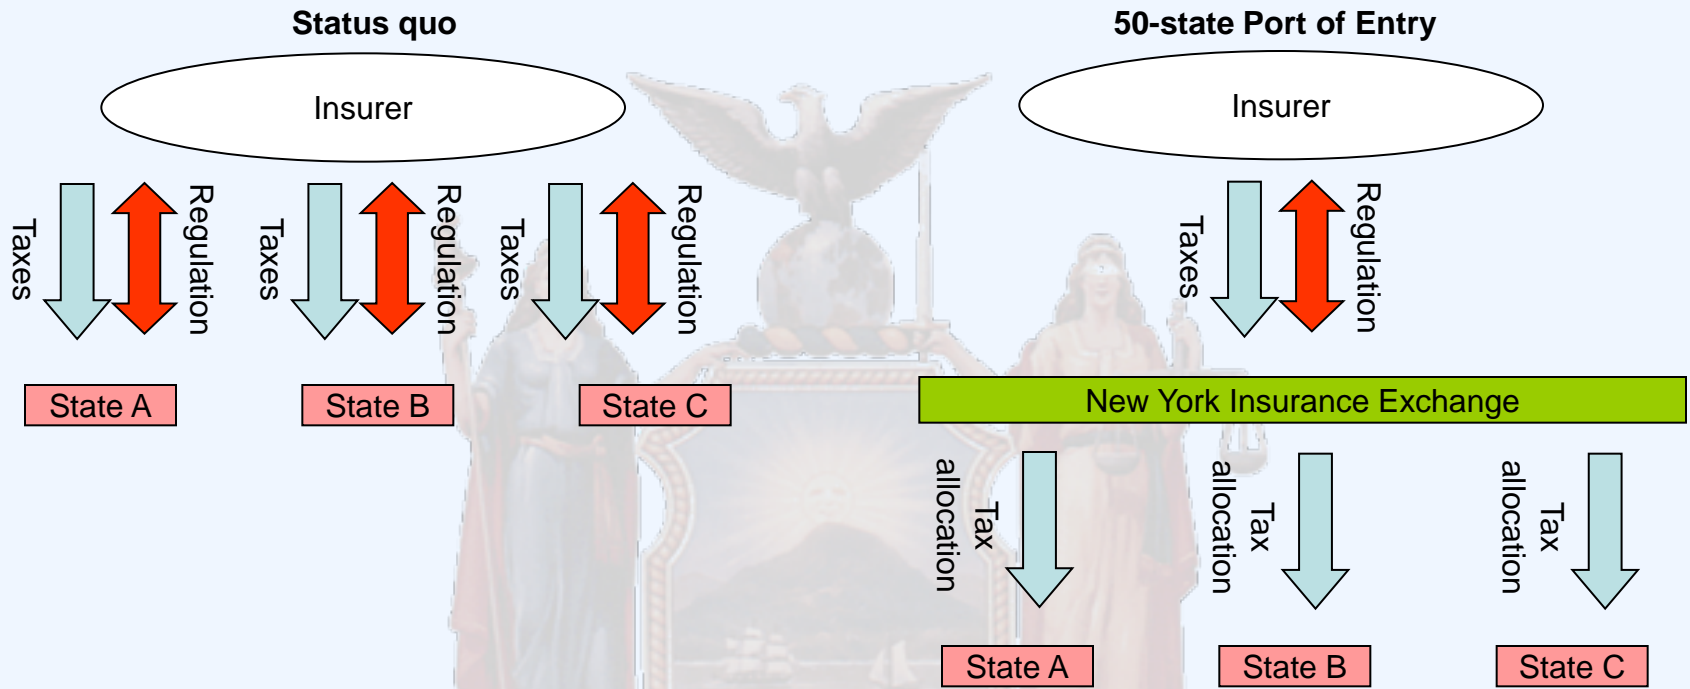 Status quo
Insurer
Taxes
Regulation
Taxes
Regulation
Taxes
Regulation
State A
State B
State C
50-state Port of Entry
Insurer
Taxes
Regulation
New York Insurance Exchange
Tax
allocation
Tax
allocation
Tax
allocation
State A
State B
State C